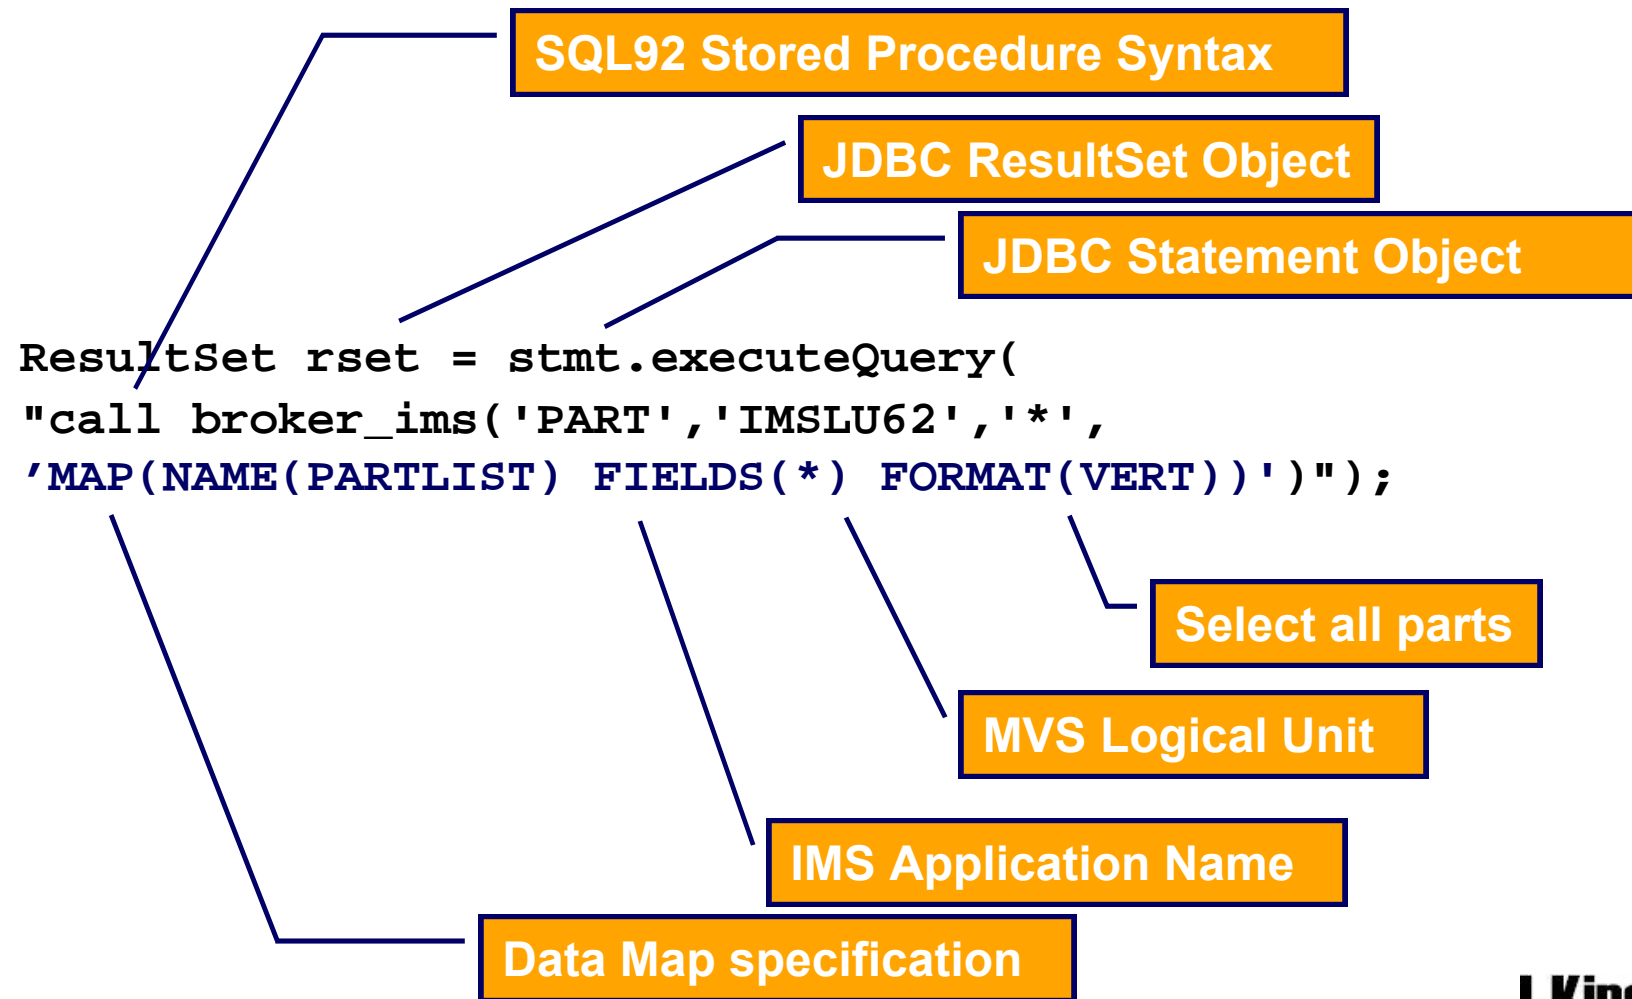 SQL92 Stored Procedure Syntax
JDBC ResultSet Object
JDBC Statement Object
ResultSet rset = stmt.executeQuery(
"call broker_ims('PART','IMSLU62','*',
’MAP(NAME(PARTLIST) FIELDS(*) FORMAT(VERT))')");
Select all parts
MVS Logical Unit
IMS Application Name
Data Map specification